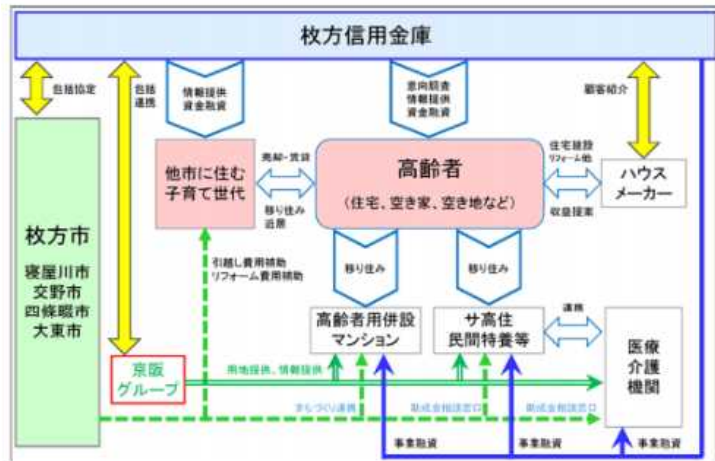 枚方信用金庫
包括協定
包括
連携
情報提供
資金融資
意向調査
情報提供
資金融資
顧客紹介
他市に住む
子育て世代
売却・賃貸
移り住み
近居
高齢者
(住宅、空き家、空き地など)
住宅建設
リフォーム他
収益提案
ハウス
メーカー
枚方市
寝屋川市
交野市
四條畷市
大東市
引越し費用補助
リフォーム費用補助
移り住み
移り住み
高齢者用併設
マンション
サ高住
民間特養等
連携
医療
介護
機関
京阪
グループ
用地提供、情報提供
まちづくり連携
助成金相談窓口
助成金相談窓口
事業融資
事業融資
事業融資